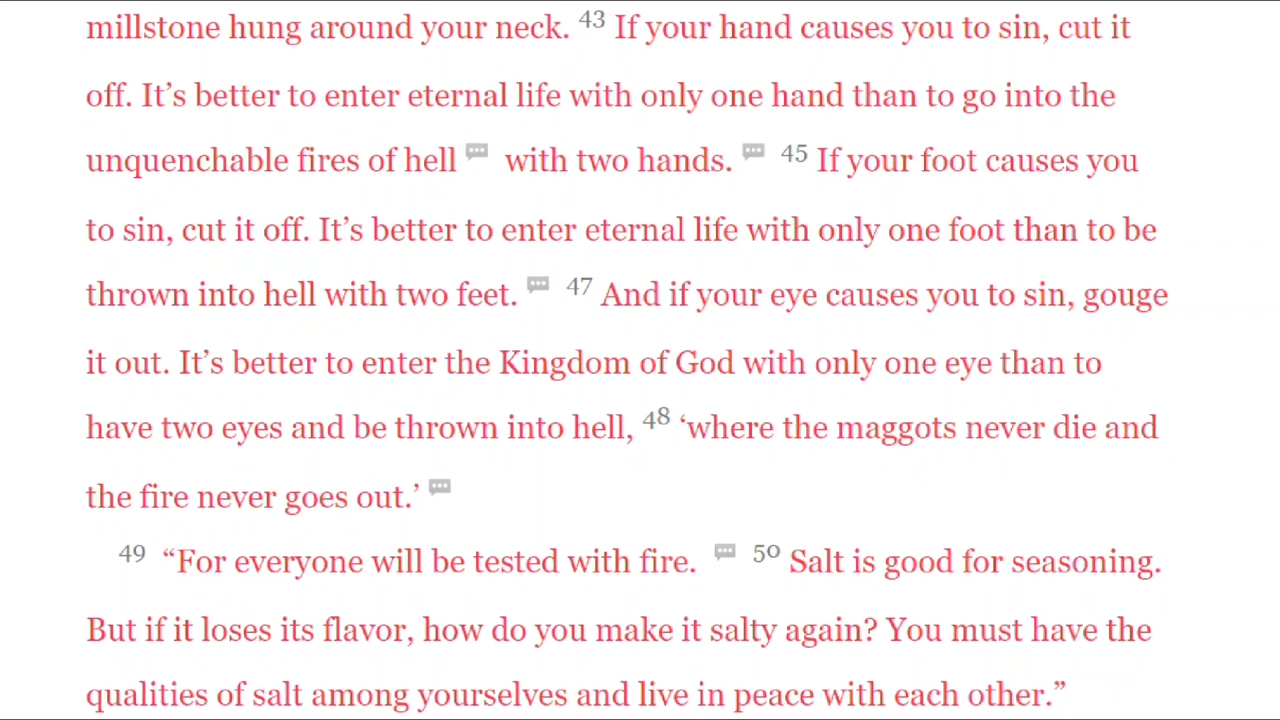 millstone hung around your neck. 43 If your hand causes you to sin, cut it
off. It’s better to enter eternal life with only one hand than to go into the
unquenchable fires of hell with two hands. 45 If your foot causes you
to sin, cut it off. It’s better to enter eternal life with only one foot than to be
thrown into hell with two feet. 47 And if your eye causes you to sin, gouge
it out. It’s better to enter the Kingdom of God with only one eye than to
have two eyes and be thrown into hell, 48 ‘where the maggots never die and
the fire never goes out.’
49 “For everyone will be tested with fire. 50 Salt is good for seasoning.
But if it loses its flavor, how do you make it salty again? You must have the
qualities of salt among yourselves and live in peace with each other.”